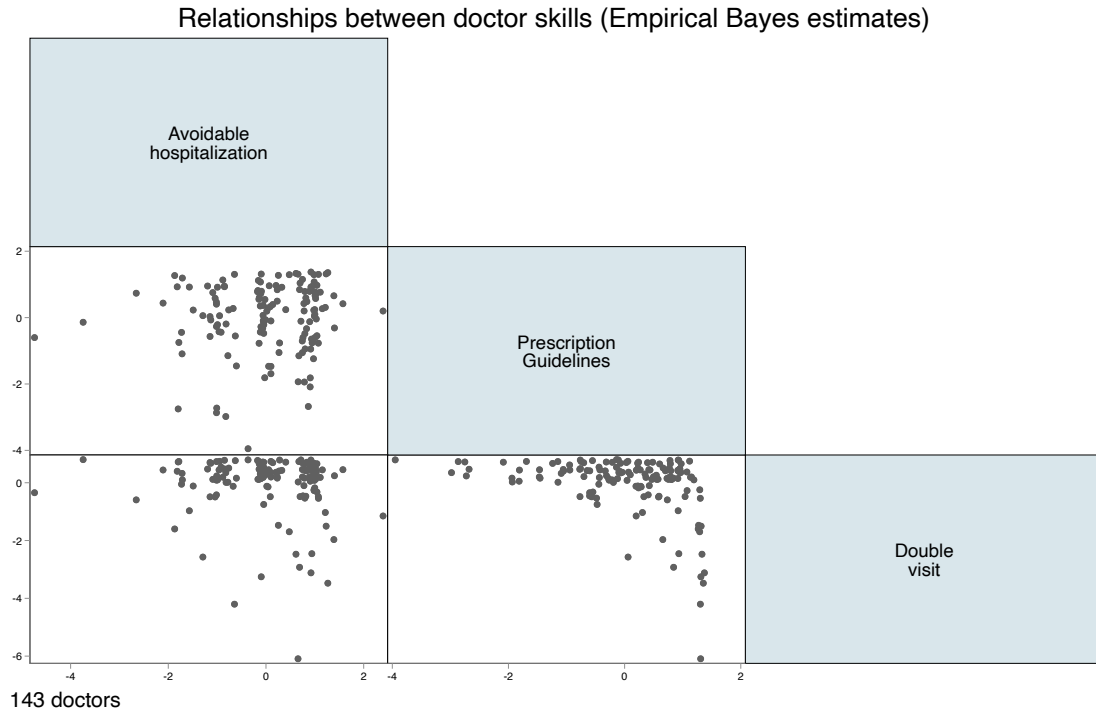 Relationships between doctor skills (Empirical Bayes estimates)
Avoidable
hospitalization
2
0
-2
-4
Prescription
Guidelines
0
-2
-4
-6
Double
visit
-4 -2 0 2 -4 -2 0 2
143 doctors